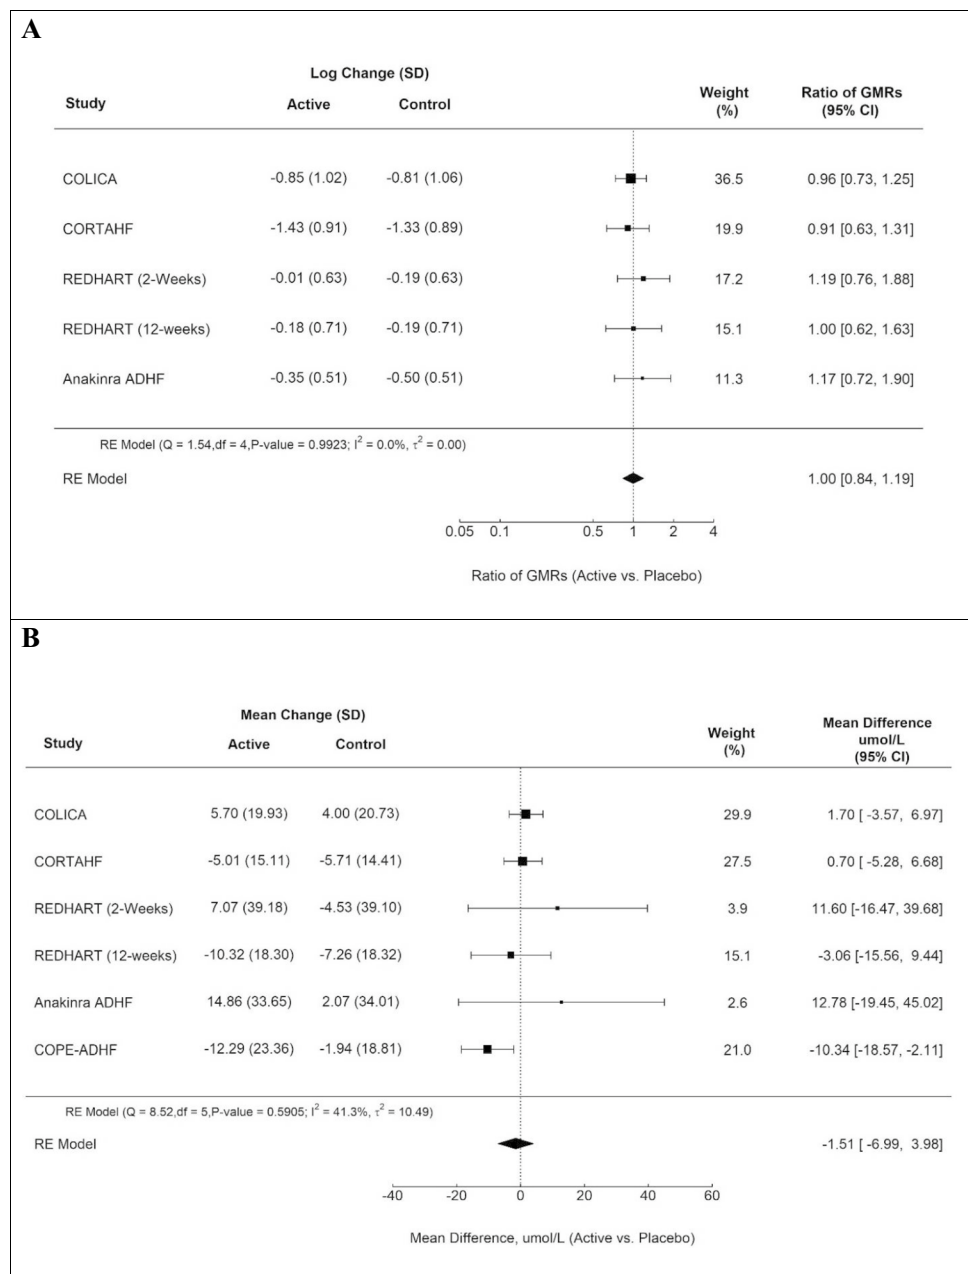 A
Log Change (SD)
Study Active Control Weight (%) Ratio of GMRs (95% CI)
COLICA -0.85 (1.02) -0.81 (1.06) 36.5 0.96 [0.73, 1.25]
CORTAHF -1.43 (0.91) -1.33 (0.89) 19.9 0.91 [0.63, 1.31]
REDHART (2-Weeks) -0.01 (0.63) -0.19 (0.63) 17.2 1.19 [0.76, 1.88]
REDHART (12-weeks) -0.18 (0.71) -0.19 (0.71) 15.1 1.00 [0.62, 1.63]
Anakinra ADHF -0.35 (0.51) -0.50 (0.51) 11.3 1.17 [0.72, 1.90]
RE Model (Q = 1.54,df = 4,P-value = 0.9923; I² = 0.0%, τ² = 0.00)
RE Model 1.00 [0.84, 1.19]
0.05 0.1 0.5 1 2 4
Ratio of GMRs (Active vs. Placebo)
B
Mean Change (SD)
Study Active Control Weight (%) Mean Difference umol/L (95% CI)
COLICA 5.70 (19.93) 4.00 (20.73) 29.9 1.70 [ -3.57, 6.97]
CORTAHF -5.01 (15.11) -5.71 (14.41) 27.5 0.70 [ -5.28, 6.68]
REDHART (2-Weeks) 7.07 (39.18) -4.53 (39.10) 3.9 11.60 [-16.47, 39.68]
REDHART (12-weeks) -10.32 (18.30) -7.26 (18.32) 15.1 -3.06 [-15.56, 9.44]
Anakinra ADHF 14.86 (33.65) 2.07 (34.01) 2.6 12.78 [-19.45, 45.02]
COPE-ADHF -12.29 (23.36) -1.94 (18.81) 21.0 -10.34 [-18.57, -2.11]
RE Model (Q = 8.52,df = 5,P-value = 0.5905; I² = 41.3%, τ² = 10.49)
RE Model -1.51 [ -6.99, 3.98]
-40 -20 0 20 40 60
Mean Difference, umol/L (Active vs. Placebo)